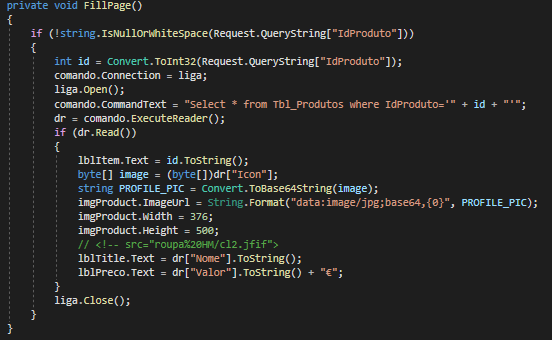 private void FillPage()
{
if (!string.IsNullOrWhiteSpace(Request.QueryString["IdProduto"]))
{
int id = Convert.ToInt32(Request.QueryString["IdProduto"]);
comando.Connection = liga;
liga.Open();
comando.CommandText = "Select * from Tbl_Produtos where IdProduto='" + id + "'";
dr = comando.ExecuteReader();
if (dr.Read())
{
lblItem.Text = id.ToString();
byte[] image = (byte[])dr["Icon"];
string PROFILE_PIC = Convert.ToBase64String(image);
imgProduct.ImageUrl = String.Format("data:image/jpg;base64,{0}", PROFILE_PIC);
imgProduct.Width = 376;
imgProduct.Height = 500;
// <!-- src="roupa%20HM/cl2.jfif">
lblTitle.Text = dr["Nome"].ToString();
lblPreco.Text = dr["Valor"].ToString() + "€";
}
liga.Close();
}
}